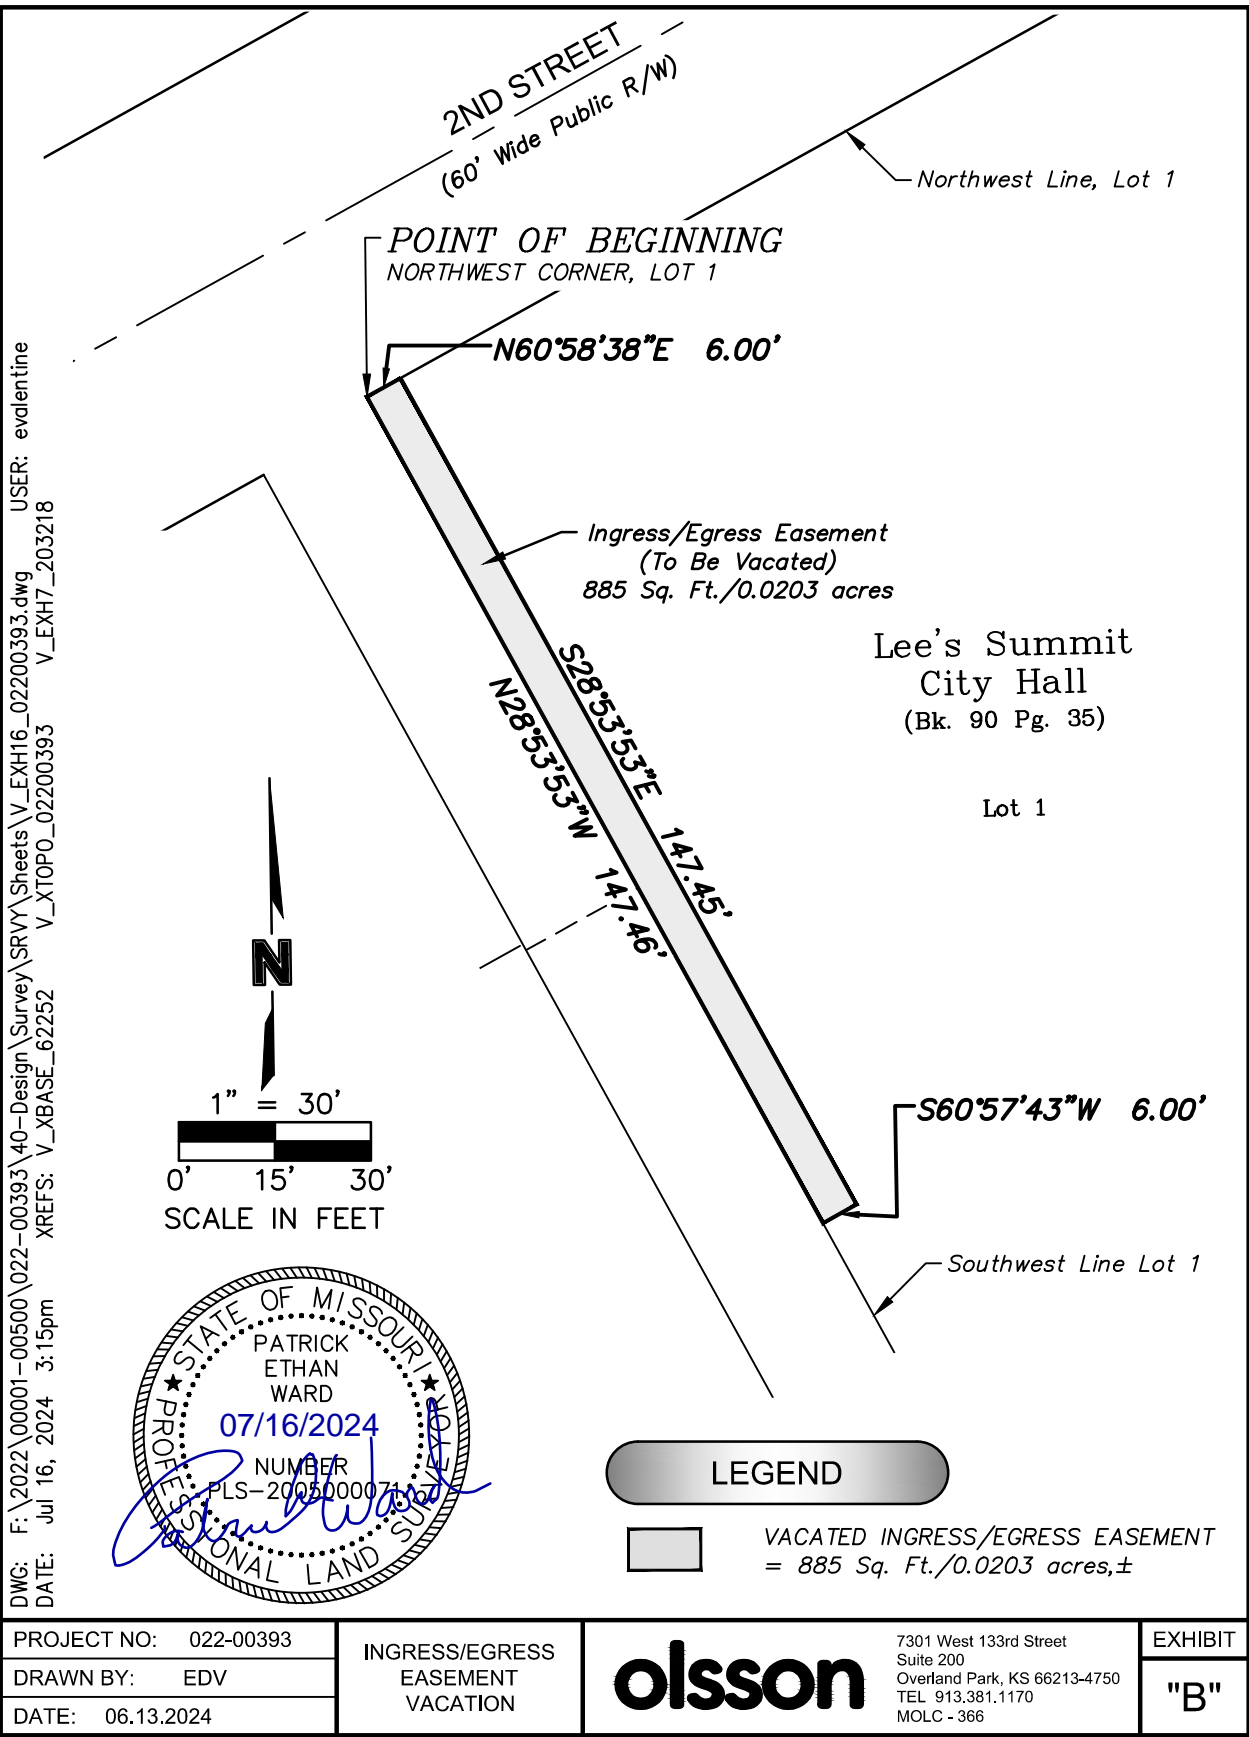 2ND STREET
(60' Wide Public R/W)
Northwest Line, Lot 1
POINT OF BEGINNING
NORTHWEST CORNER, LOT 1
N60°58'38"E 6.00'
Ingress/Egress Easement
(To Be Vacated)
885 Sq. Ft./0.0203 acres
Lee's Summit
City Hall
(Bk. 90 Pg. 35)
Lot 1
S28°53'53"E 147.45'
N28°53'53"W 147.46'
N
1" = 30'
0' 15' 30'
SCALE IN FEET
S60°57'43"W 6.00'
Southwest Line Lot 1
STATE OF MISSOURI
PATRICK
ETHAN
WARD
07/16/2024
NUMBER
PLS-2005000071
PROFESSIONAL LAND SURVEYOR
LEGEND
VACATED INGRESS/EGRESS EASEMENT
= 885 Sq. Ft./0.0203 acres,±
DWG: F:\2022\00001-00500\022-00393\40-Design\Survey\SRVY\Sheets\V_EXH16_02200393.dwg USER: evalentine
DATE: Jul 16, 2024 3:15pm XREFS: V_XBASE_62252 V_XTOPO_02200393 V_EXH7_203218
PROJECT NO: 022-00393
DRAWN BY: EDV
DATE: 06.13.2024
INGRESS/EGRESS
EASEMENT
VACATION
olsson
7301 West 133rd Street
Suite 200
Overland Park, KS 66213-4750
TEL 913.381.1170
MOLC - 366
EXHIBIT
"B"